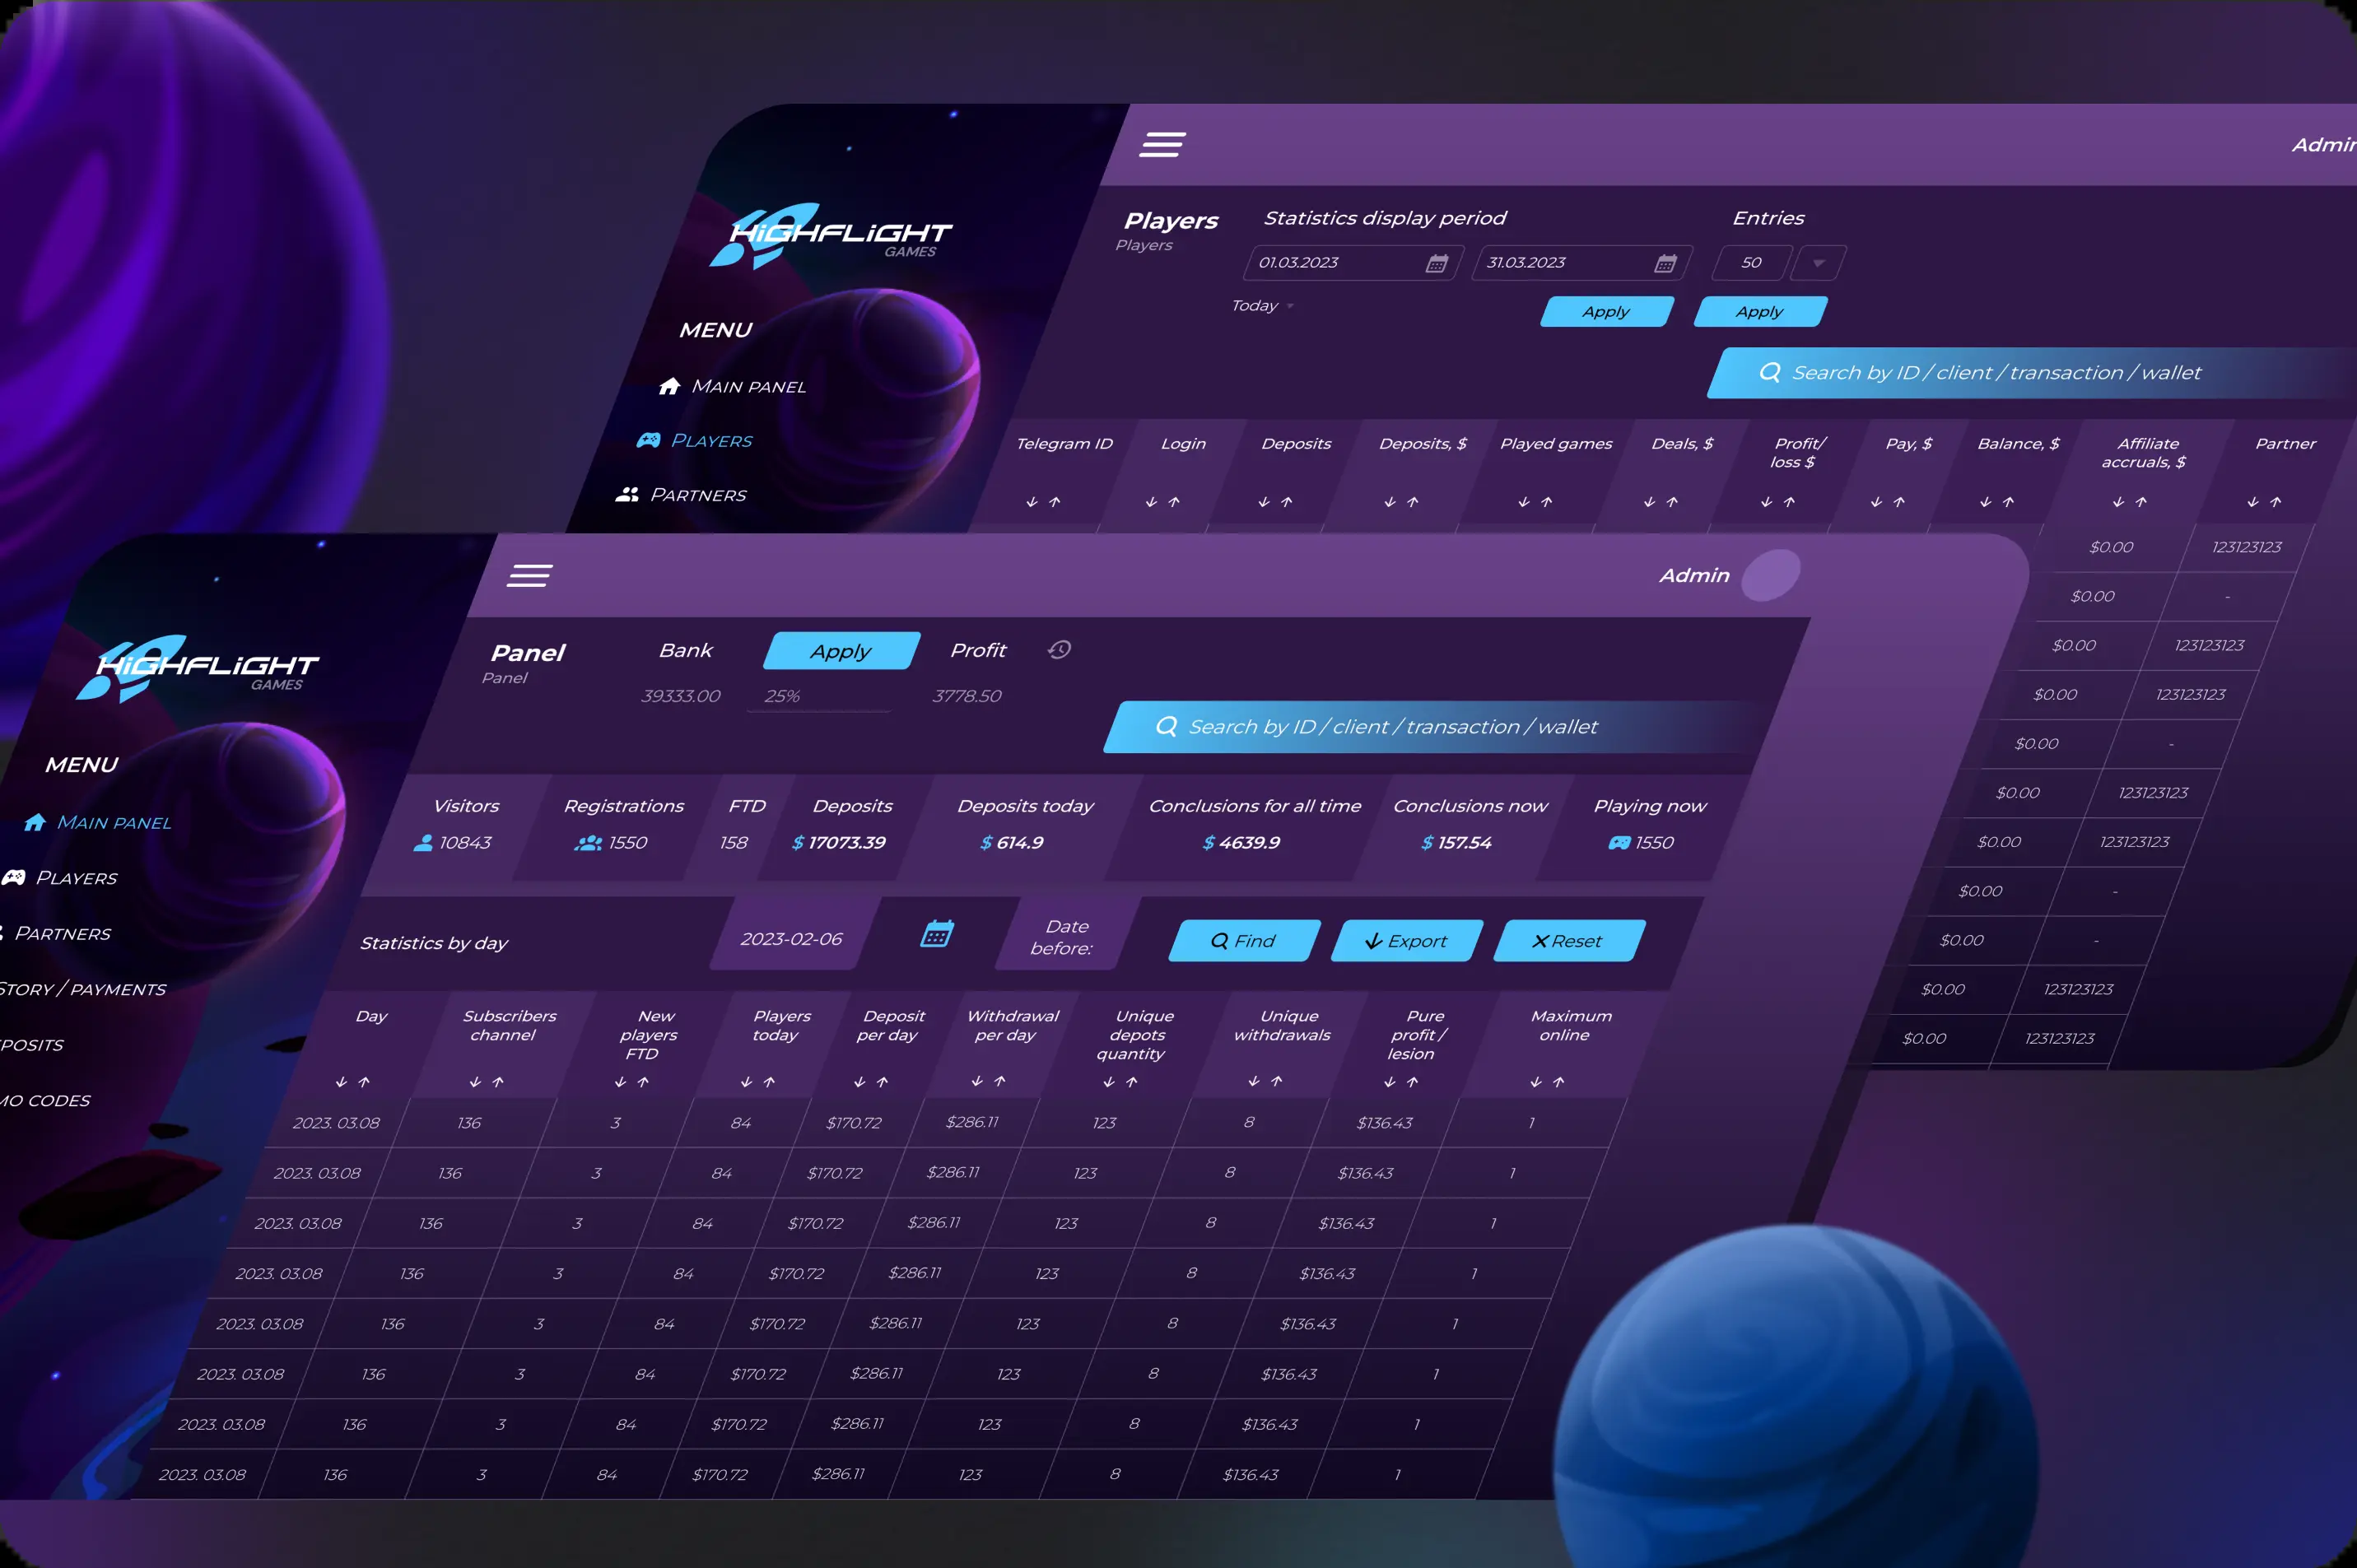 HiGHFLiGHT
GAMES
MENU
MAIN PANEL
PLAYERS
PARTNERS
Admin
Players
Players
Statistics display period
Entries
01.03.2023
31.03.2023
50
Today
Apply
Apply
Search by ID / client / transaction / wallet
Telegram ID Login Deposits Deposits, $ Played games Deals, $ Profit/ Pay, $ Balance, $ Affiliate Partner
loss $ accruals, $
$0.00 123123123
$0.00 -
$0.00 123123123
$0.00 123123123
$0.00 -
$0.00 123123123
$0.00 123123123
$0.00 -
$0.00 -
$0.00 123123123
$0.00 123123123
HiGHFLiGHT
GAMES
MENU
MAIN PANEL
PLAYERS
PARTNERS
STORY / PAYMENTS
POSITS
MO CODES
Admin
Panel
Panel
Bank
Apply
Profit
39333.00
25%
3778.50
Search by ID / client / transaction / wallet
Visitors Registrations FTD Deposits Deposits today Conclusions for all time Conclusions now Playing now
10843 1550 158 $ 17073.39 $ 614.9 $ 4639.9 $ 157.54 1550
Statistics by day
2023-02-06
Date
before:
Find
Export
Reset
Day Subscribers New Players Deposit Withdrawal Unique Unique Pure Maximum
channel players today per day per day depots withdrawals profit / online
FTD quantity lesion
2023. 03.08 136 3 84 $170.72 $286.11 123 8 $136.43 1
2023. 03.08 136 3 84 $170.72 $286.11 123 8 $136.43 1
2023. 03.08 136 3 84 $170.72 $286.11 123 8 $136.43 1
2023. 03.08 136 3 84 $170.72 $286.11 123 8 $136.43 1
2023. 03.08 136 3 84 $170.72 $286.11 123 8 $136.43 1
2023. 03.08 136 3 84 $170.72 $286.11 123 8 $136.43 1
2023. 03.08 136 3 84 $170.72 $286.11 123 8 $136.43 1
2023. 03.08 136 3 84 $170.72 $286.11 123 8 $136.43 1